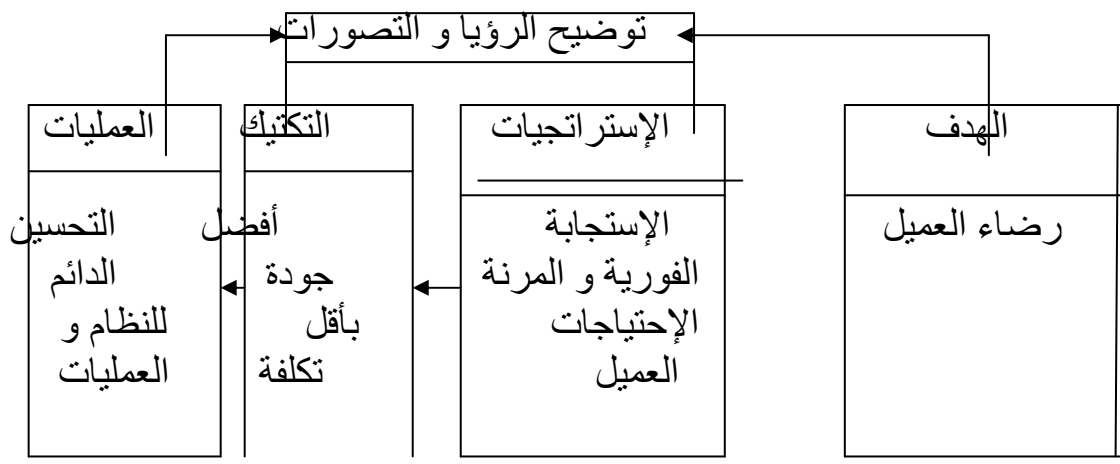 توضيح الرؤيا و التصورات
الهدف
رضاء العميل
الإستراتجيات
الإستجابة
الفورية و المرنة
الإحتياجات
العميل
التكتيك
أفضل
جودة
بأقل
تكلفة
العمليات
التحسين
الدائم
للنظام و
العمليات